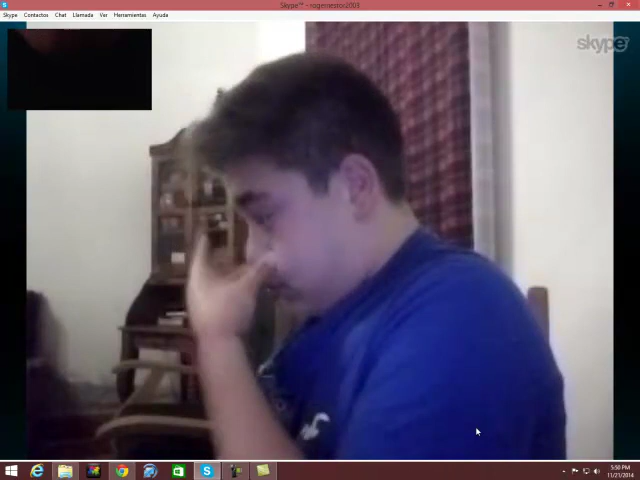 Skype™ - rogernestor2003
Skype Contactos Chat Llamada Ver Herramientas Ayuda
skype
5:50 PM
11/21/2014